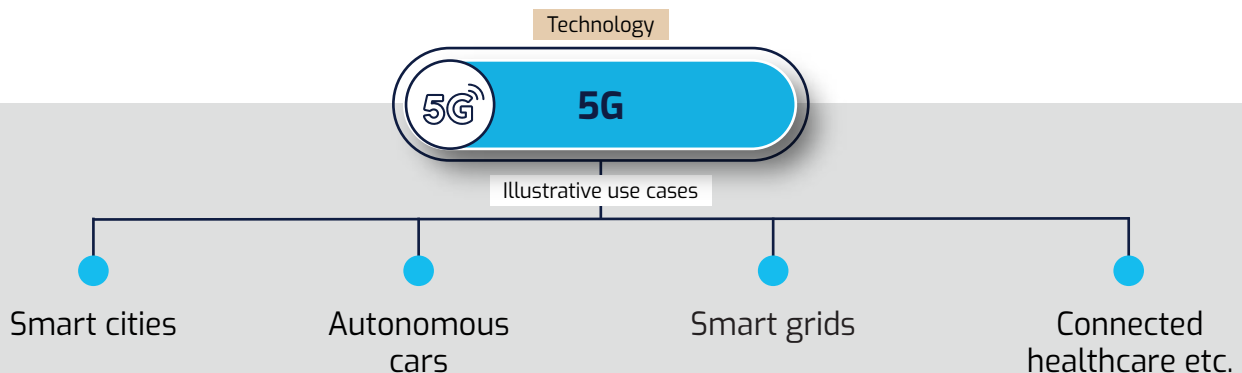 Technology
5G
5G
Illustrative use cases
Smart cities
Autonomous
cars
Smart grids
Connected
healthcare etc.